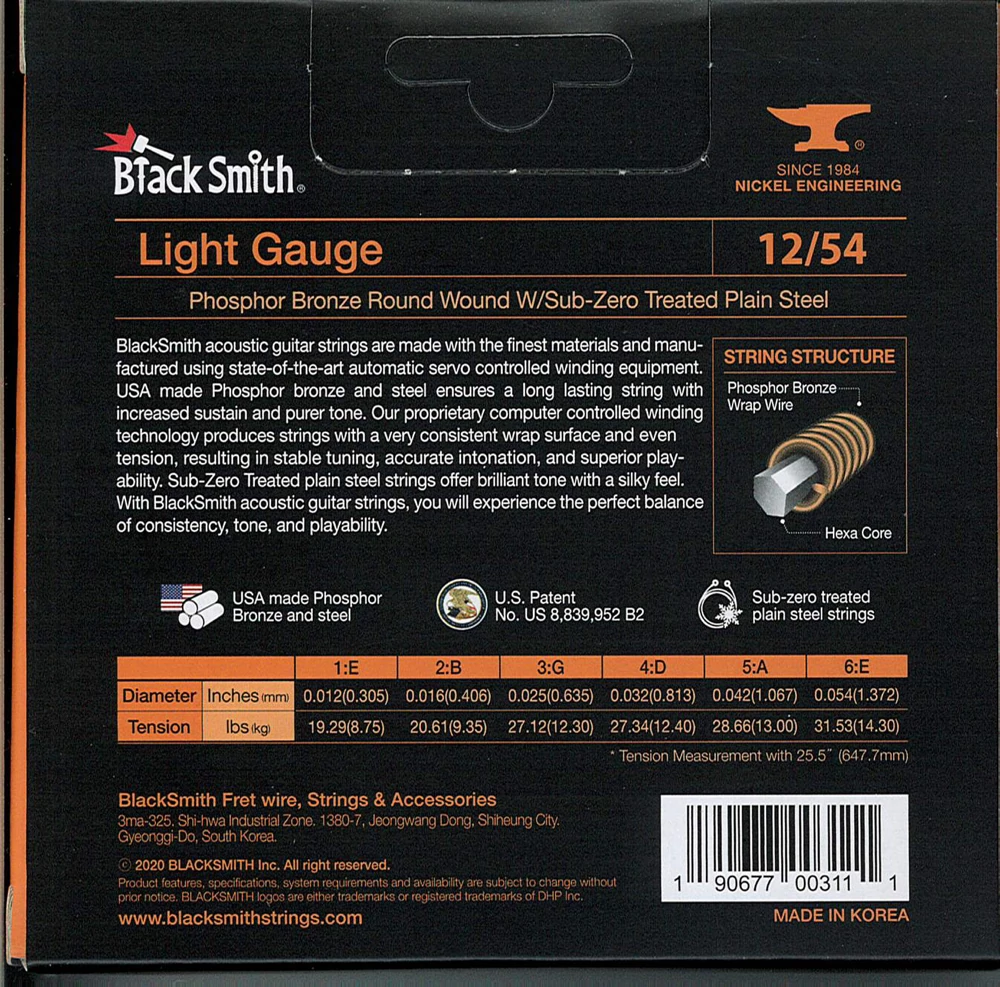 Black Smith®
®
SINCE 1984
NICKEL ENGINEERING
Light Gauge
12/54
Phosphor Bronze Round Wound W/Sub-Zero Treated Plain Steel
BlackSmith acoustic guitar strings are made with the finest materials and manu-
factured using state-of-the-art automatic servo controlled winding equipment.
USA made Phosphor bronze and steel ensures a long lasting string with
increased sustain and purer tone. Our proprietary computer controlled winding
technology produces strings with a very consistent wrap surface and even
tension, resulting in stable tuning, accurate intonation, and superior play-
ability. Sub-Zero Treated plain steel strings offer brilliant tone with a silky feel.
With BlackSmith acoustic guitar strings, you will experience the perfect balance
of consistency, tone, and playability.
STRING STRUCTURE
Phosphor Bronze
Wrap Wire
Hexa Core
USA made Phosphor
Bronze and steel
U.S. Patent
No. US 8,839,952 B2
Sub-zero treated
plain steel strings
1:E 2:B 3:G 4:D 5:A 6:E
Diameter Inches (mm) 0.012(0.305) 0.016(0.406) 0.025(0.635) 0.032(0.813) 0.042(1.067) 0.054(1.372)
Tension lbs (kg) 19.29(8.75) 20.61(9.35) 27.12(12.30) 27.34(12.40) 28.66(13.00) 31.53(14.30)
* Tension Measurement with 25.5˝ (647.7mm)
BlackSmith Fret wire, Strings & Accessories
3ma-325. Shi-hwa Industrial Zone. 1380-7, Jeongwang Dong, Shiheung City.
Gyeonggi-Do, South Korea.
© 2020 BLACKSMITH Inc. All right reserved.
Product features, specifications, system requirements and availability are subject to change without
prior notice. BLACKSMITH logos are either trademarks or registered trademarks of DHP Inc.
www.blacksmithstrings.com
1 90677 00311 1
MADE IN KOREA